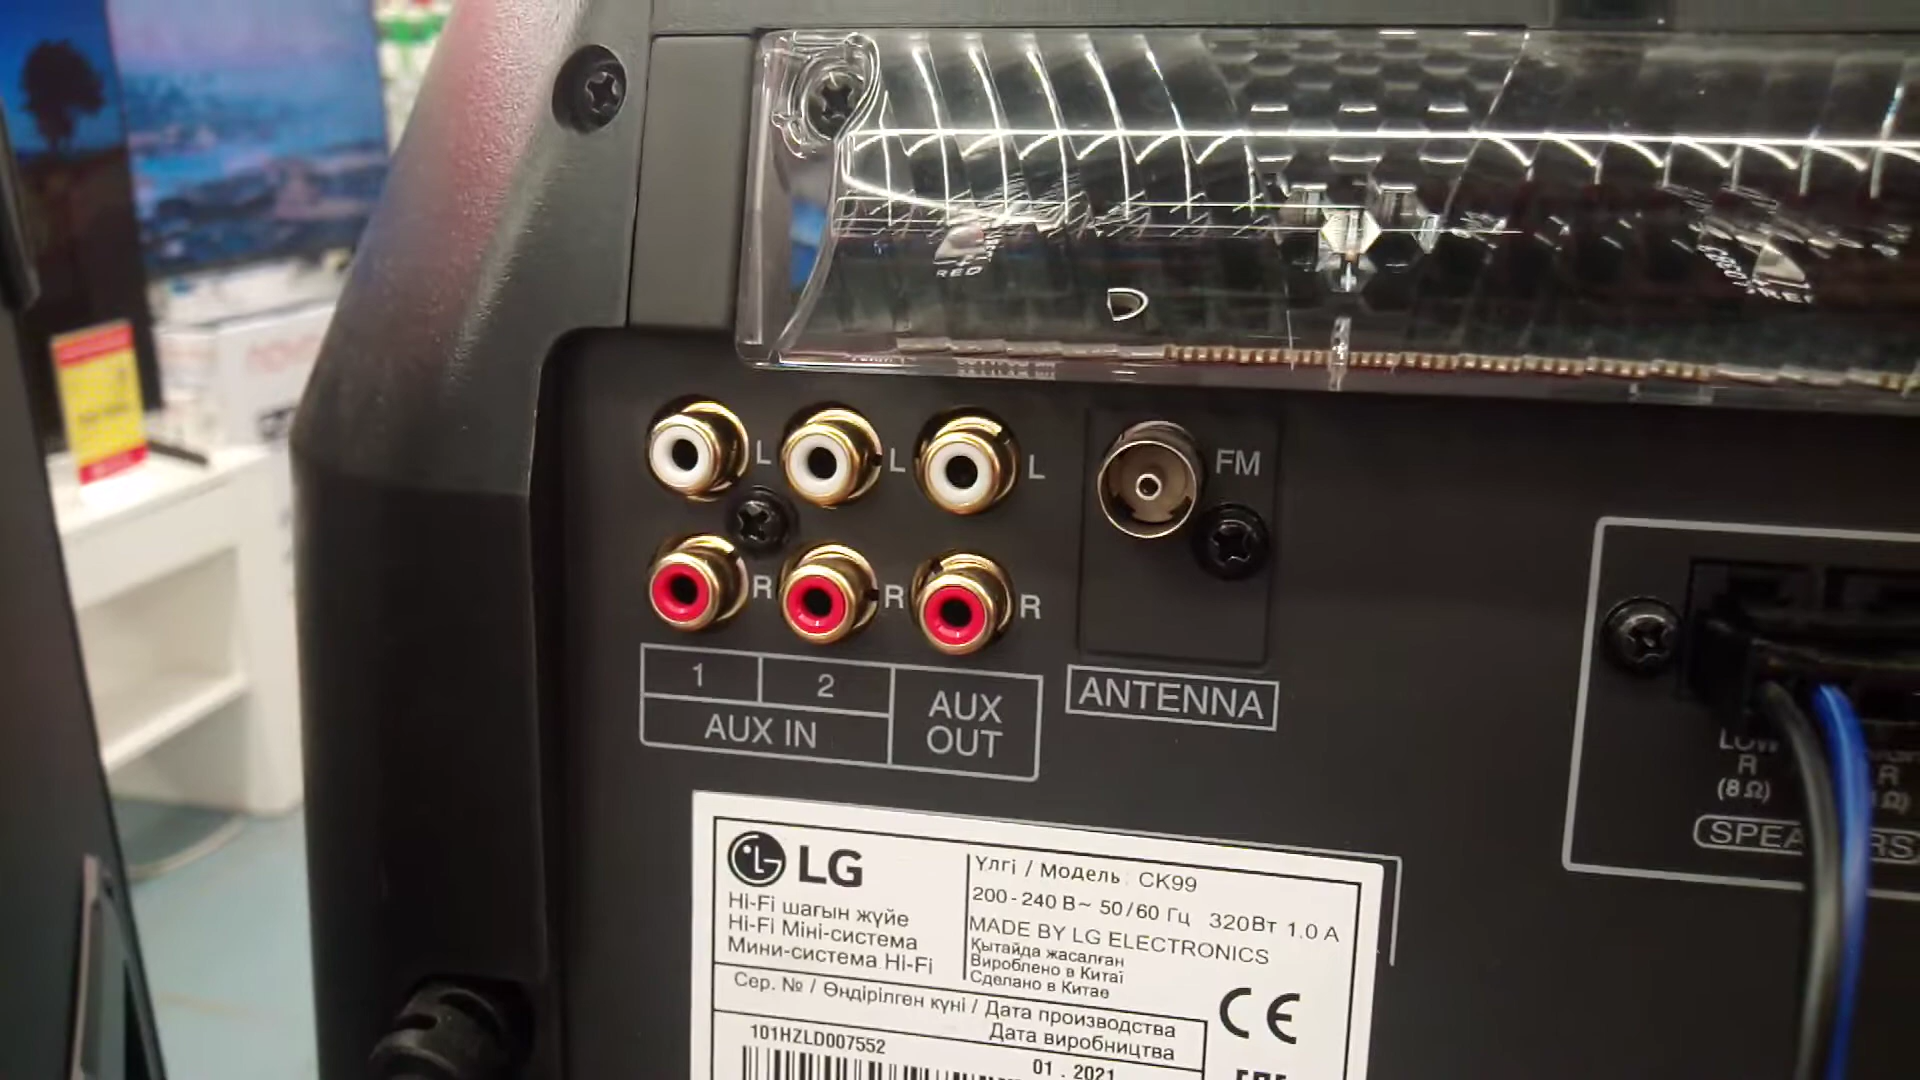 RED
L
L
L
FM
R
R
R
1
2
AUX IN
AUX
OUT
ANTENNA
LOW
R
(8 Ω)
R
LG
Hi-Fi шағын жүйе
Hi-Fi Міні-система
Мини-система Hi-Fi
Үлгі / Модель : CK99
200-240 В~ 50/60 Гц 320Вт 1.0 А
MADE BY LG ELECTRONICS
Қытайда жасалған
Вироблено в Китаї
Сделано в Китае
Сер. № / Өндірілген күні / Дата производства
Дата виробництва
101HZLD007552
01 . 2021
CE